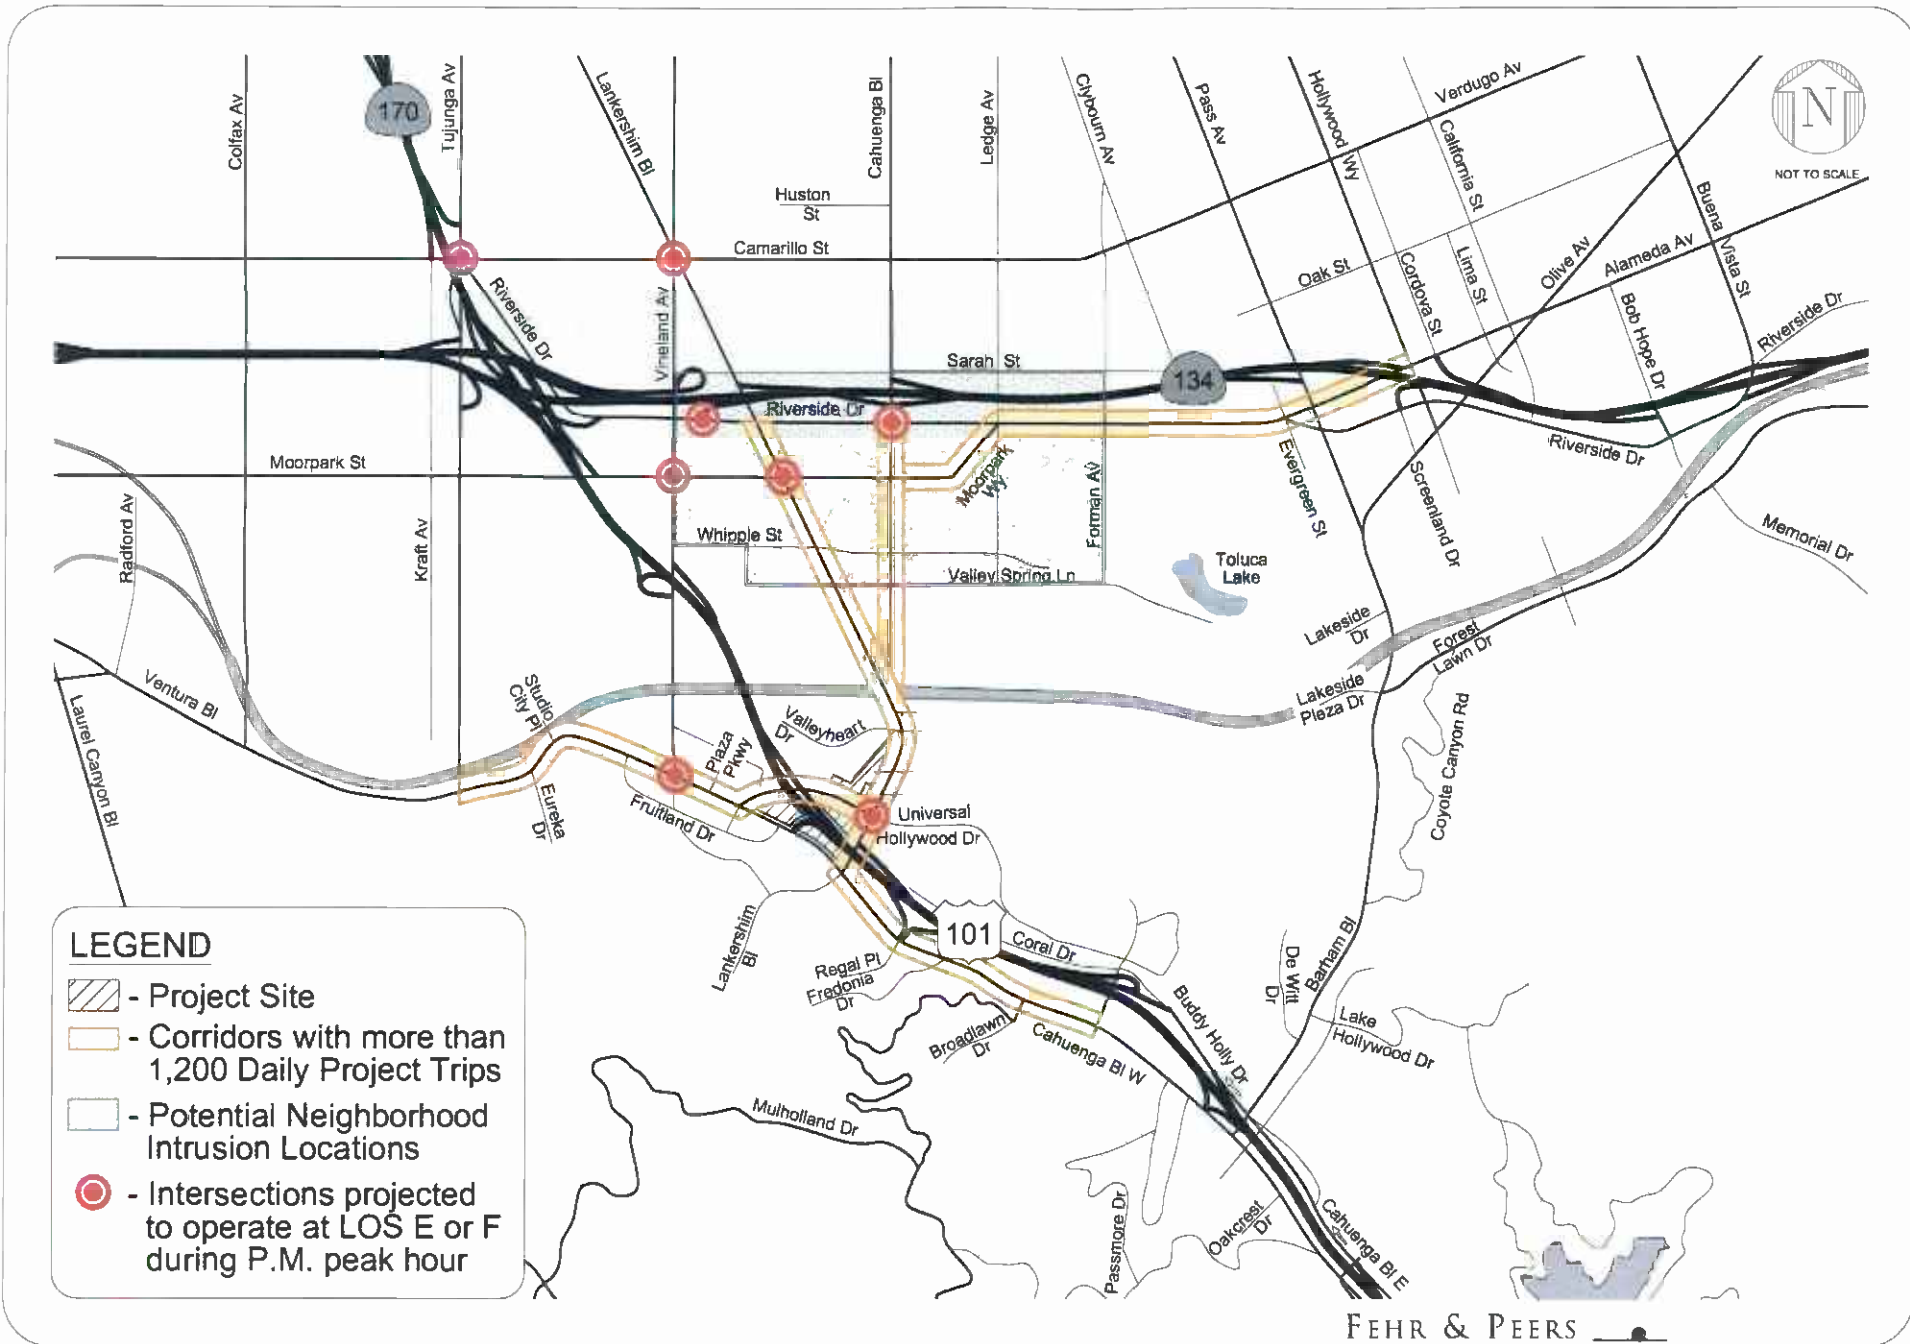 170
Colfax Av
Tujunga Av
Lankershim Bl
Cahuenga Bl
Ledge Av
Clybourn Av
Pass Av
Hollywood Wy
Verdugo Av
California St
N
NOT TO SCALE
Huston
St
Camarillo St
Buena Vista St
Oak St
Cordova St
Lima St
Olive Av
Alameda Av
Bob Hope Dr
Riverside Dr
Riverside Dr
Vineland Av
Sarah St
134
Riverside Dr
Riverside Dr
Moorpark St
Moorpark
Wy
Forman Av
Evergreen St
Screenland Dr
Radford Av
Kraft Av
Whipple St
Valley Spring Ln
Toluca
Lake
Memorial Dr
Lakeside
Dr
Forest
Lawn Dr
Lakeside
Plaza Dr
Ventura Bl
Laurel Canyon Bl
Studio
City Pl
Valleyheart
Dr
Plaza
Pkwy
Eureka
Dr
Fruitland Dr
Universal
Hollywood Dr
Coyote Canyon Rd
Lankershim
Bl
101
Coral Dr
Regal Pl
Fredonia
Dr
Broadlawn
Dr
Cahuenga Bl W
Buddy Holly Dr
De Witt
Dr
Barham Bl
Lake
Hollywood Dr
Mulholland Dr
Passmore Dr
Oakcrest
Dr
Cahuenga Bl E
LEGEND
- Project Site
- Corridors with more than
1,200 Daily Project Trips
- Potential Neighborhood
Intrusion Locations
- Intersections projected
to operate at LOS E or F
during P.M. peak hour
FEHR & PEERS